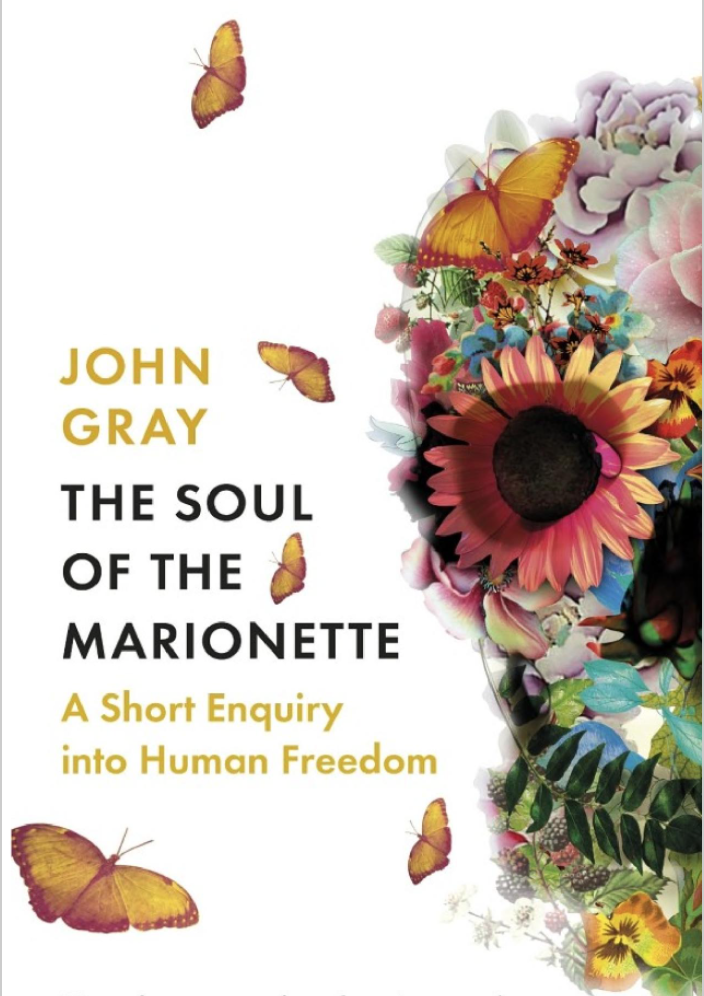 JOHN
GRAY
THE SOUL
OF THE
MARIONETTE
A Short Enquiry
into Human Freedom